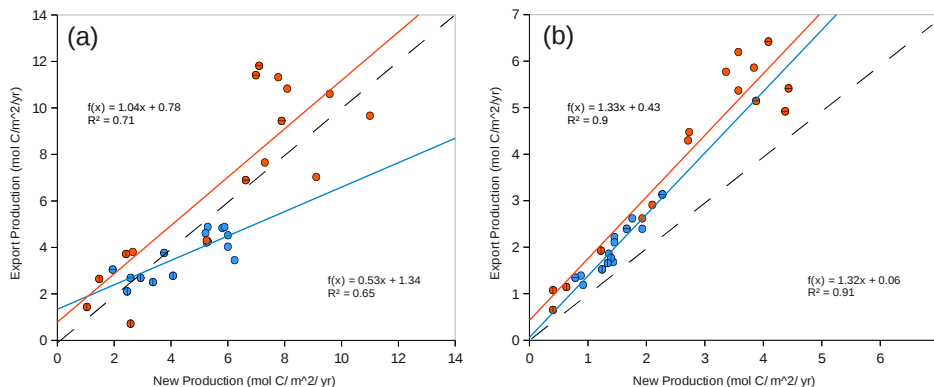 (a)
Export Production (mol C/m^2/yr)
14
12
10
8
6
4
2
0
f(x) = 1.04x + 0.78
R² = 0.71
f(x) = 0.53x + 1.34
R² = 0.65
0 2 4 6 8 10 12 14
New Production (mol C/ m^2/ yr)
(b)
Export Production (mol C/m^2/yr)
7
6
5
4
3
2
1
0
f(x) = 1.33x + 0.43
R² = 0.9
f(x) = 1.32x + 0.06
R² = 0.91
0 1 2 3 4 5 6
New Production (mol C/ m^2/ yr)